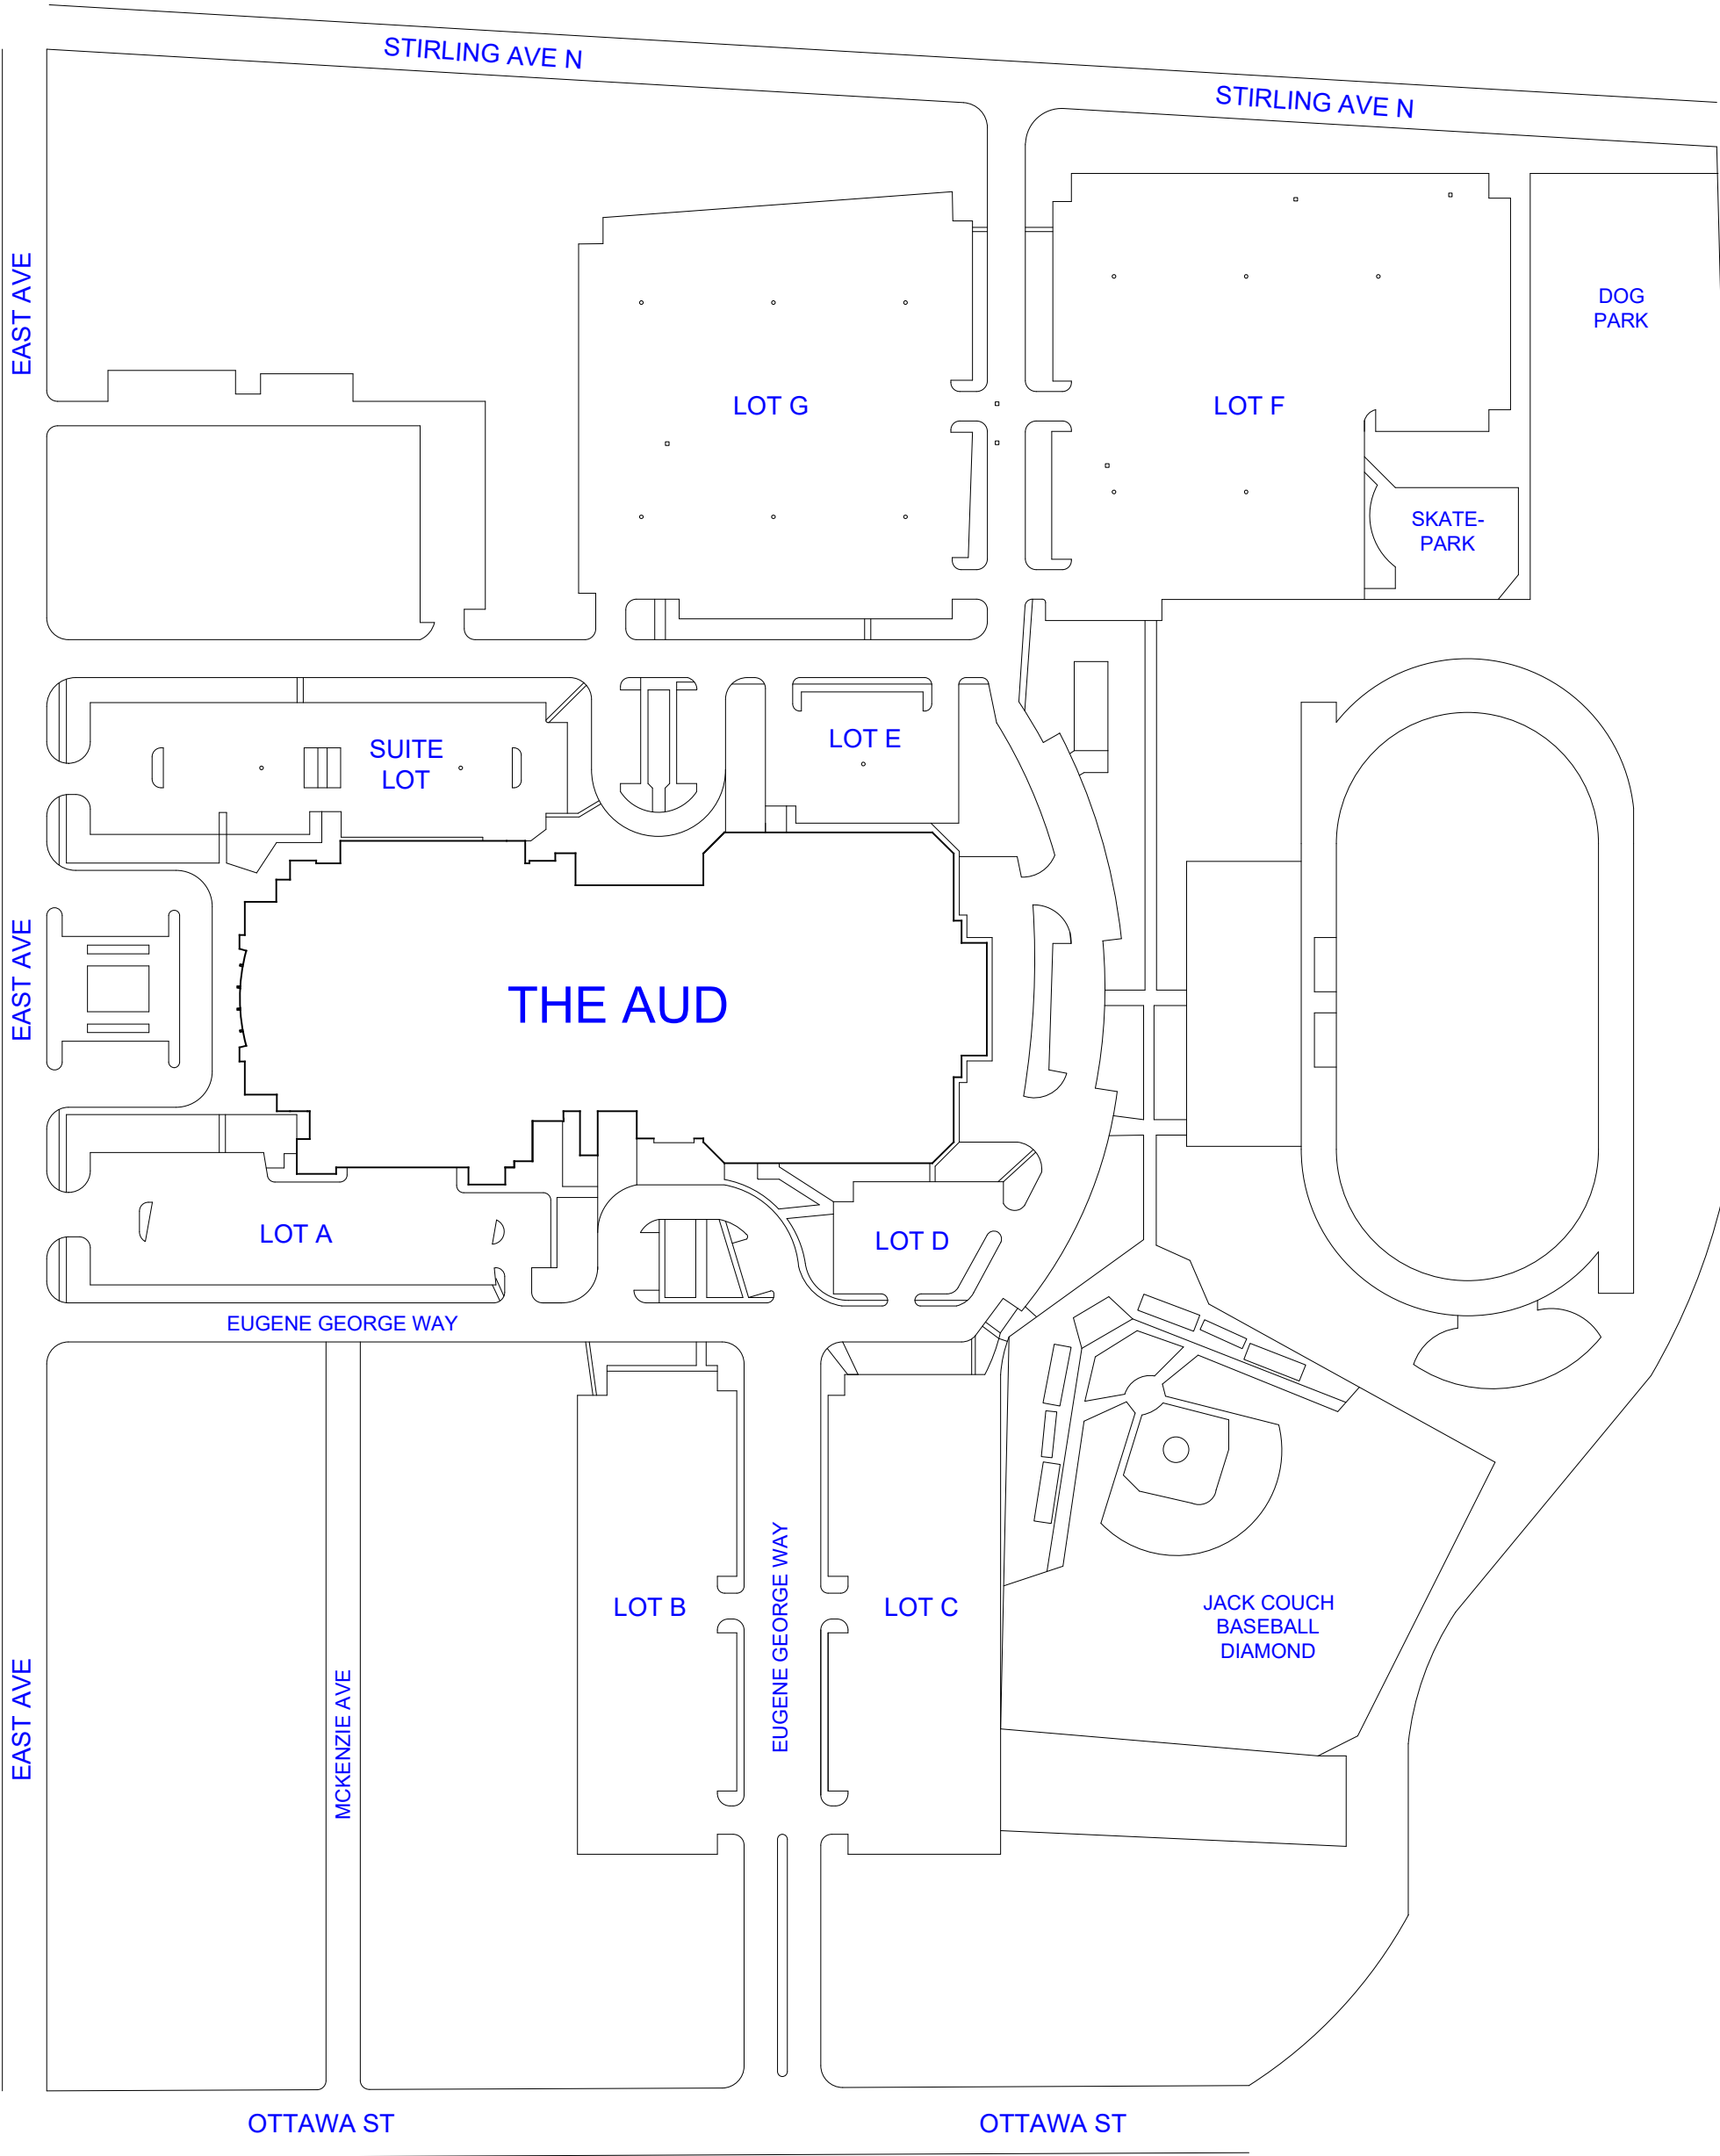 STIRLING AVE N
STIRLING AVE N
EAST AVE
DOG
PARK
LOT G
LOT F
SKATE-
PARK
SUITE
LOT
LOT E
EAST AVE
THE AUD
LOT A
LOT D
EUGENE GEORGE WAY
EAST AVE
MCKENZIE AVE
LOT B
EUGENE GEORGE WAY
LOT C
JACK COUCH
BASEBALL
DIAMOND
OTTAWA ST
OTTAWA ST